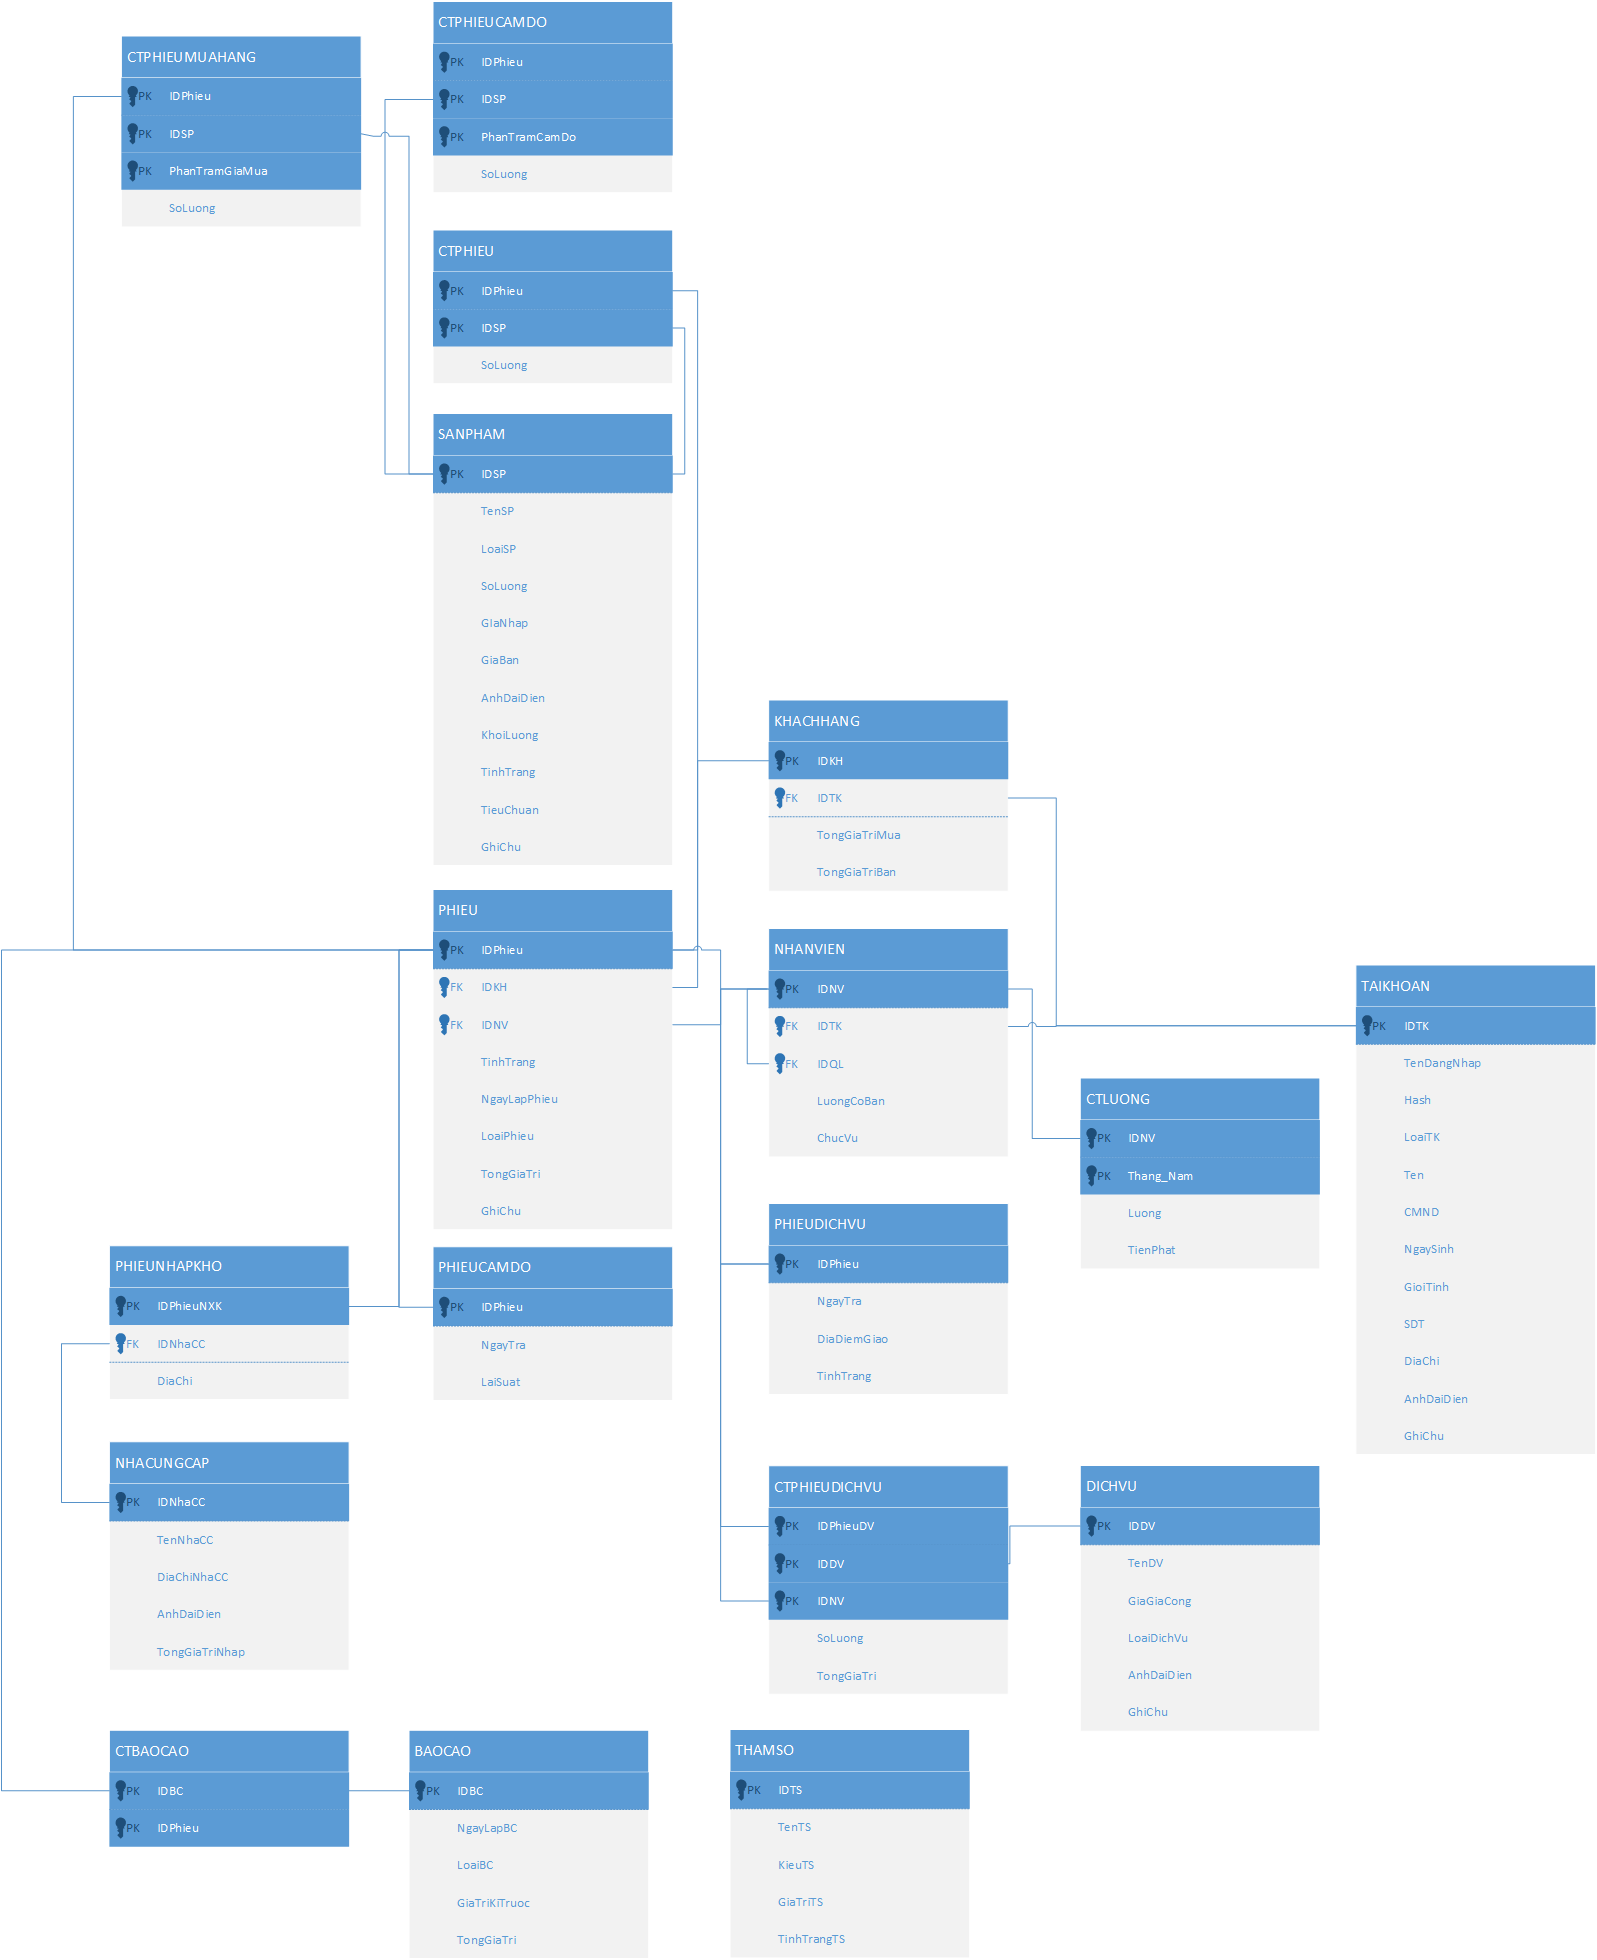 CTPHIEUCAMDO
PK IDPhieu
PK IDSP
PK PhanTramCamDo
SoLuong
CTPHIEUMUAHANG
PK IDPhieu
PK IDSP
PK PhanTramGiaMua
SoLuong
CTPHIEU
PK IDPhieu
PK IDSP
SoLuong
SANPHAM
PK IDSP
TenSP
LoaiSP
SoLuong
GIaNhap
GiaBan
AnhDaiDien
KhoiLuong
TinhTrang
TieuChuan
GhiChu
KHACHHANG
PK IDKH
FK IDTK
TongGiaTriMua
TongGiaTriBan
PHIEU
PK IDPhieu
FK IDKH
FK IDNV
TinhTrang
NgayLapPhieu
LoaiPhieu
TongGiaTri
GhiChu
NHANVIEN
PK IDNV
FK IDTK
FK IDQL
LuongCoBan
ChucVu
TAIKHOAN
PK IDTK
TenDangNhap
Hash
LoaiTK
Ten
CMND
NgaySinh
GioiTinh
SDT
DiaChi
AnhDaiDien
GhiChu
CTLUONG
PK IDNV
PK Thang_Nam
Luong
TienPhat
PHIEUDICHVU
PK IDPhieu
NgayTra
DiaDiemGiao
TinhTrang
PHIEUNHAPKHO
PK IDPhieuNXK
FK IDNhaCC
DiaChi
PHIEUCAMDO
PK IDPhieu
NgayTra
LaiSuat
NHACUNGCAP
PK IDNhaCC
TenNhaCC
DiaChiNhaCC
AnhDaiDien
TongGiaTriNhap
CTPHIEUDICHVU
PK IDPhieuDV
PK IDDV
PK IDNV
SoLuong
TongGiaTri
DICHVU
PK IDDV
TenDV
GiaGiaCong
LoaiDichVu
AnhDaiDien
GhiChu
CTBAOCAO
PK IDBC
PK IDPhieu
BAOCAO
PK IDBC
NgayLapBC
LoaiBC
GiaTriKiTruoc
TongGiaTri
THAMSO
PK IDTS
TenTS
KieuTS
GiaTriTS
TinhTrangTS